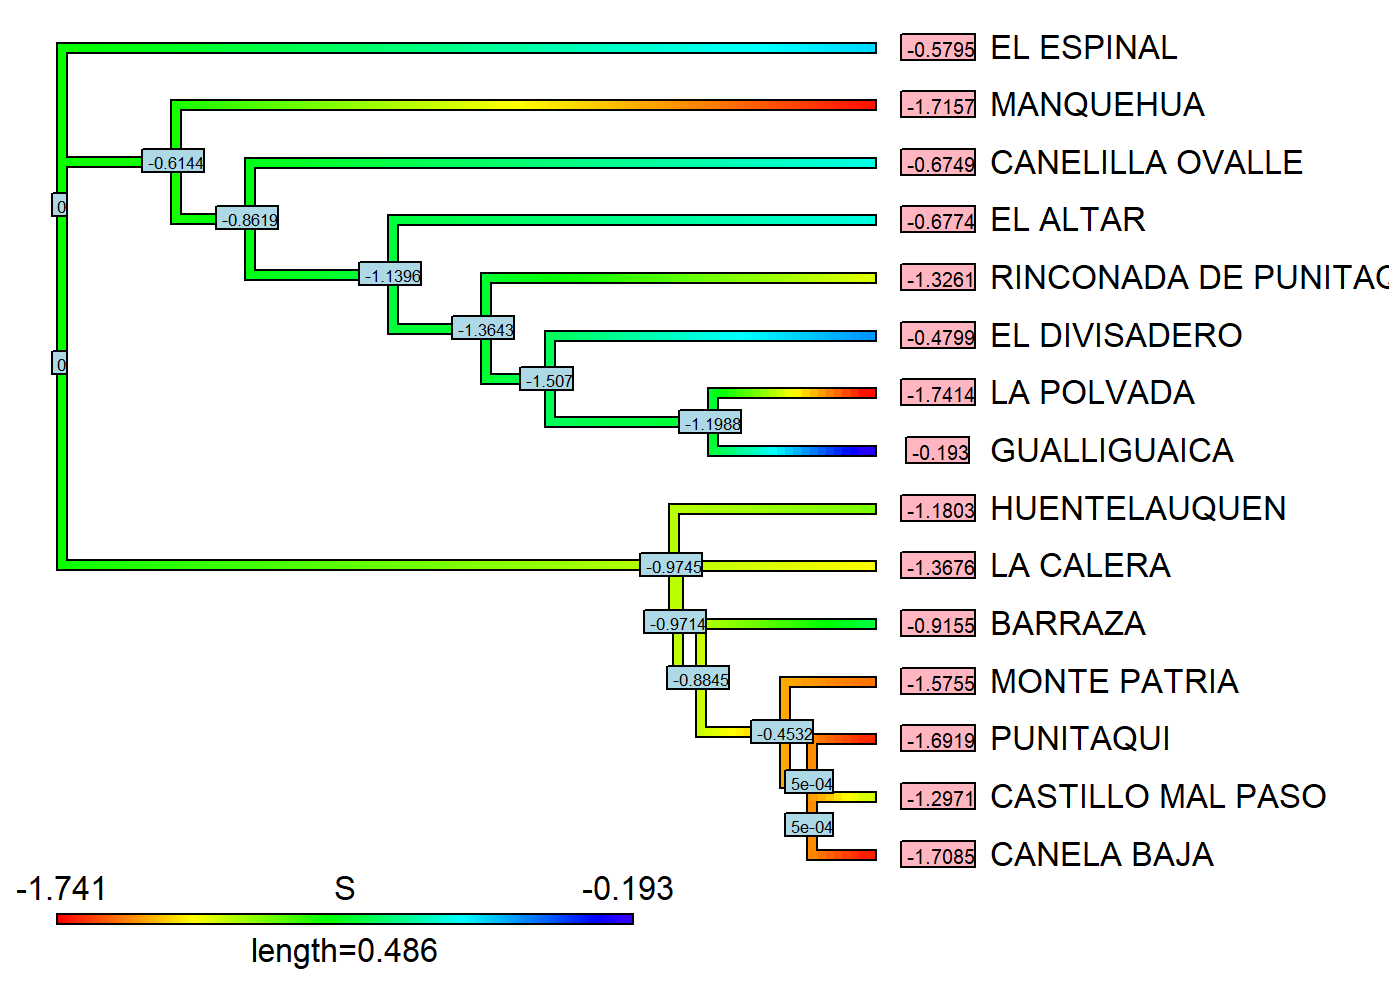 -0.5795 EL ESPINAL
-1.7157 MANQUEHUA
-0.6144
-0.6749 CANELILLA OVALLE
0
-0.8619
-0.6774 EL ALTAR
-1.1396
-1.3261 RINCONADA DE PUNITAQ
-1.3643
-0.4799 EL DIVISADERO
0
-1.507
-1.7414 LA POLVADA
-1.1988
-0.193 GUALLIGUAICA
-1.1803 HUENTELAUQUEN
-0.9745
-1.3676 LA CALERA
-0.9714
-0.9155 BARRAZA
-0.8845
-1.5755 MONTE PATRIA
-0.4532
-1.6919 PUNITAQUI
5e-04
-1.2971 CASTILLO MAL PASO
5e-04
-1.7085 CANELA BAJA
-1.741 S -0.193
length=0.486